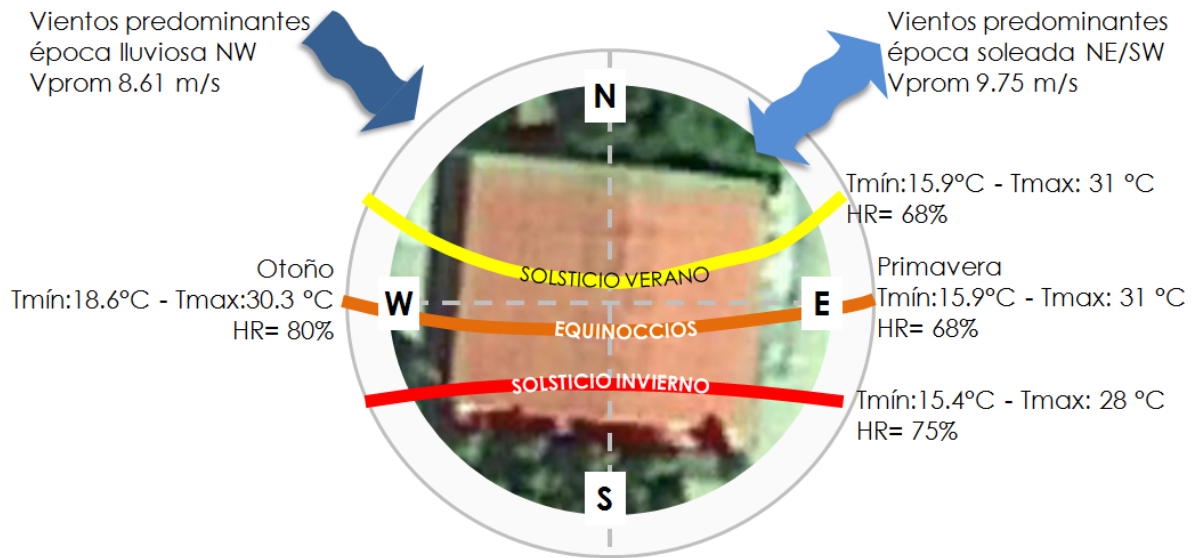 Vientos predominantes
época lluviosa NW
Vprom 8.61 m/s
Vientos predominantes
época soleada NE/SW
Vprom 9.75 m/s
N
Tmín:15.9°C - Tmax: 31 °C
HR= 68%
SOLSTICIO VERANO
Otoño
Tmín:18.6°C - Tmax:30.3 °C
HR= 80%
W
EQUINOCCIOS
E
Primavera
Tmín:15.9°C - Tmax: 31 °C
HR= 68%
SOLSTICIO INVIERNO
Tmín:15.4°C - Tmax: 28 °C
HR= 75%
S